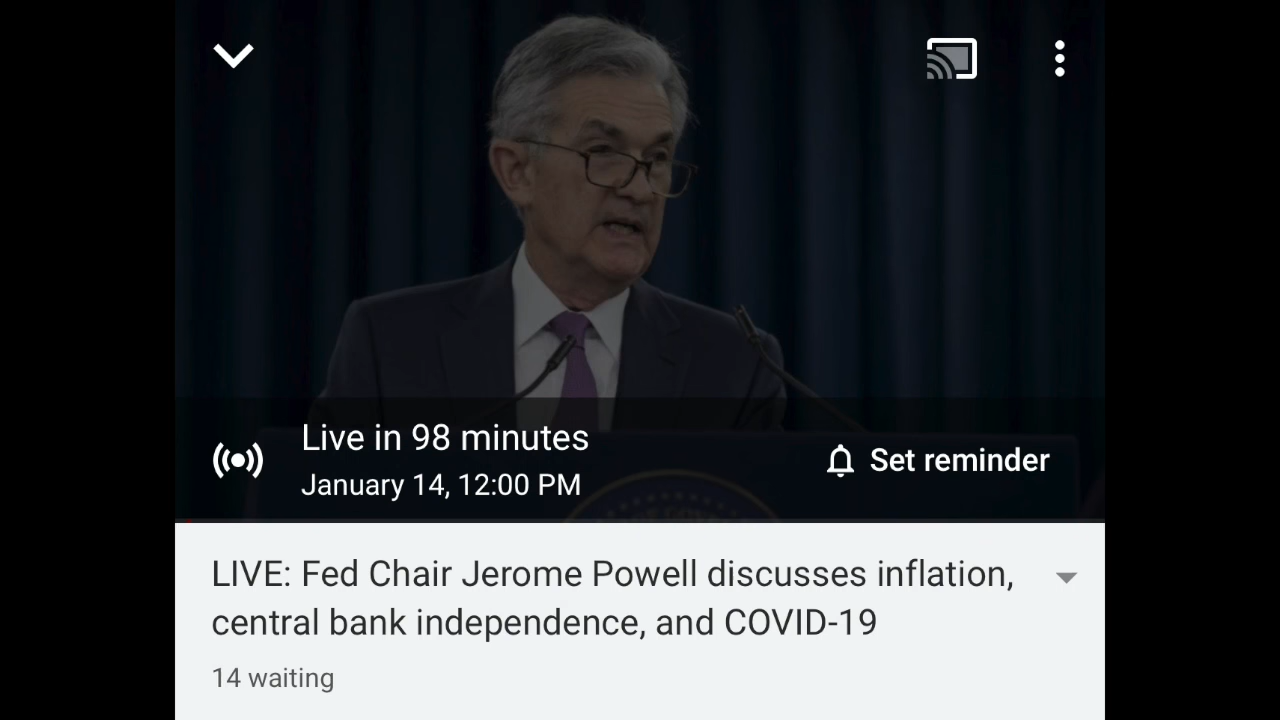 Live in 98 minutes
January 14, 12:00 PM
Set reminder
LIVE: Fed Chair Jerome Powell discusses inflation,
central bank independence, and COVID-19
14 waiting